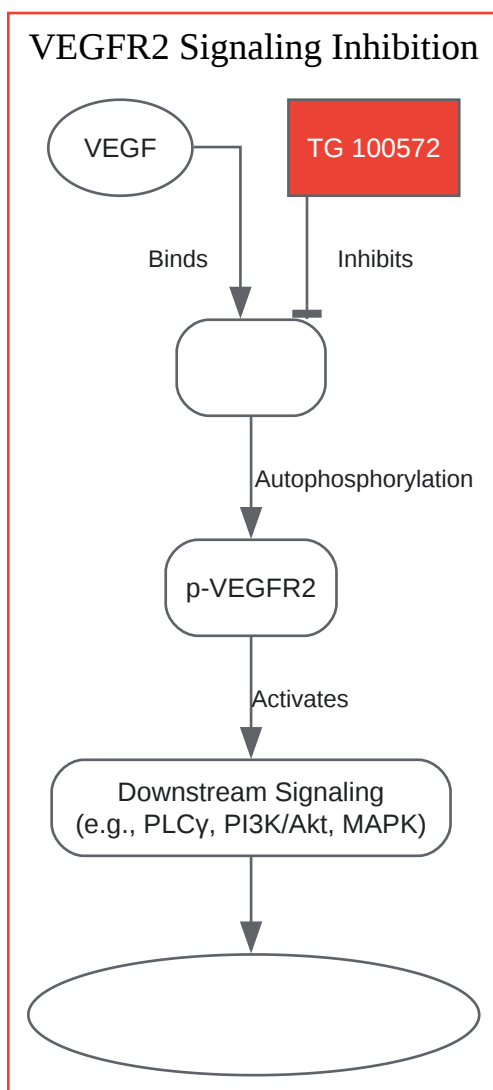 VEGFR2 Signaling Inhibition
VEGF
TG 100572
Binds
Inhibits
Autophosphorylation
p-VEGFR2
Activates
Downstream Signaling
(e.g., PLCγ, PI3K/Akt, MAPK)